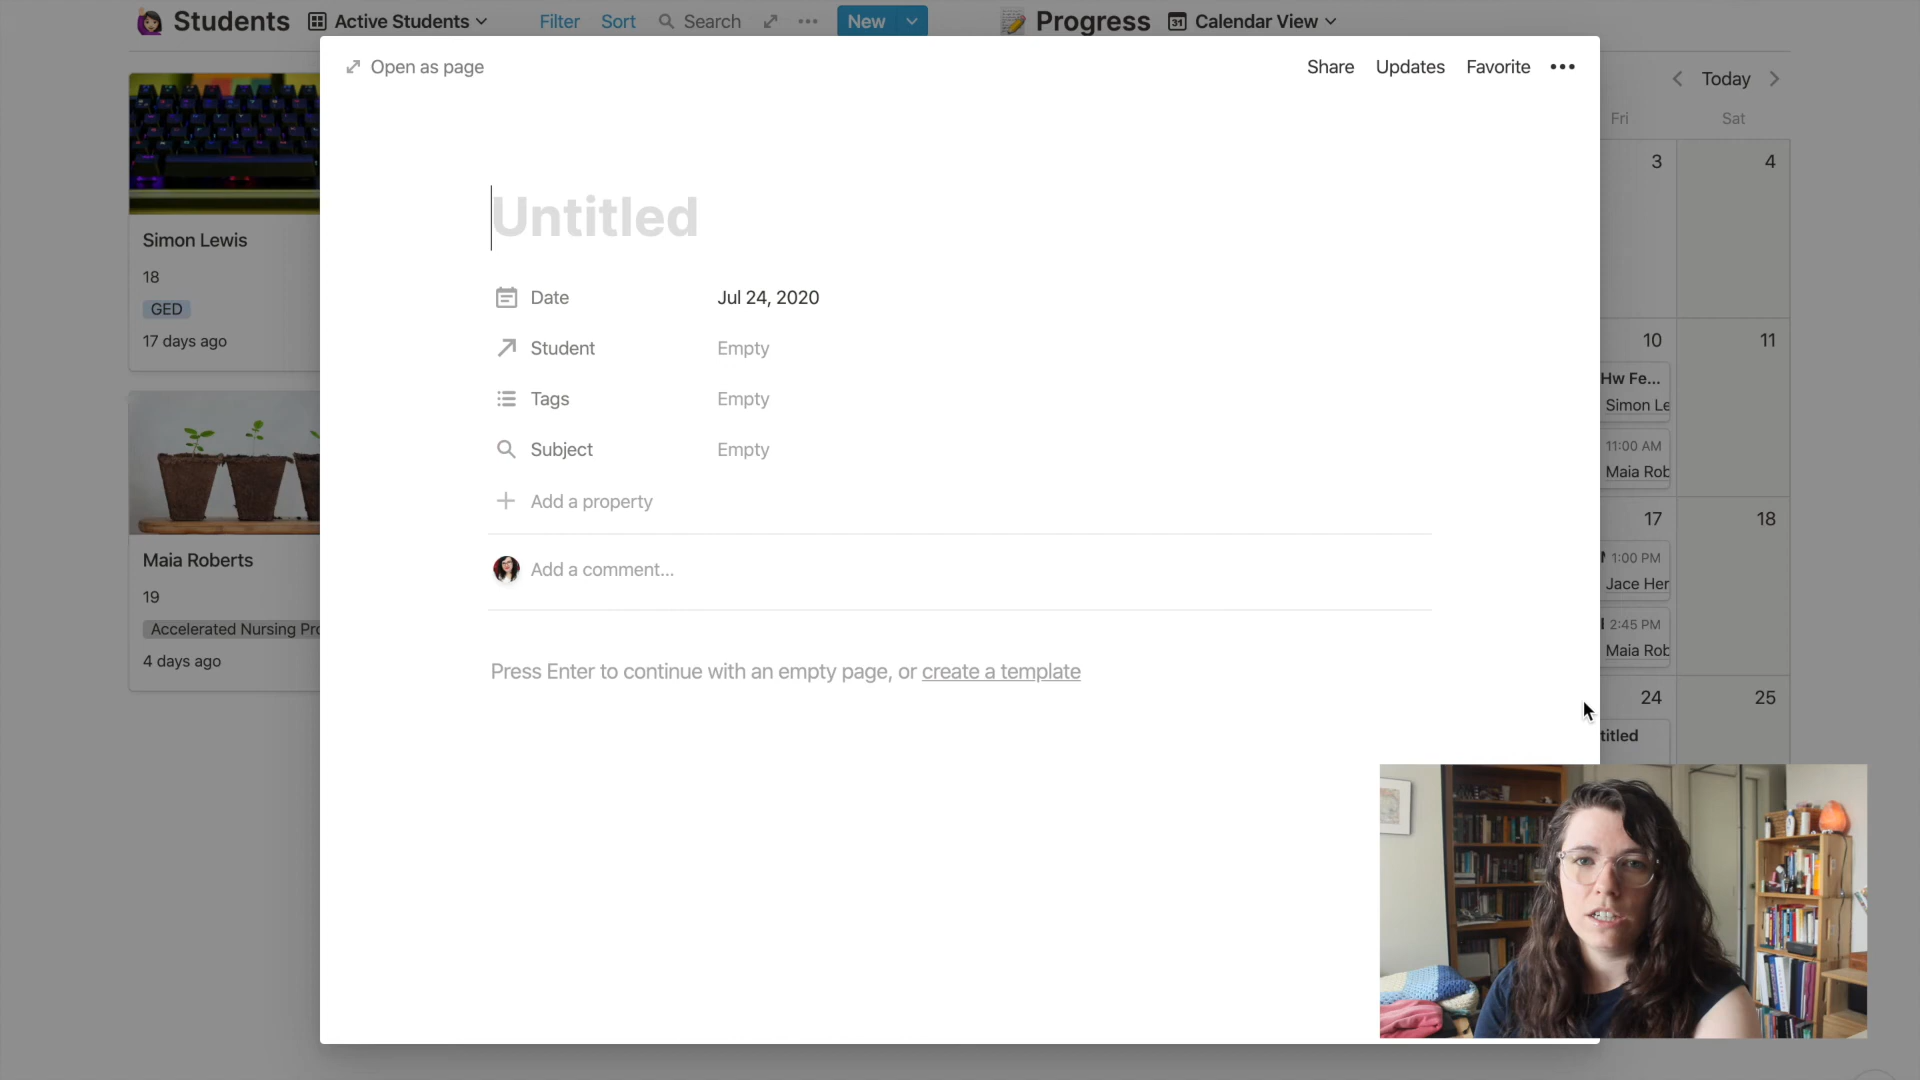 Students Active Students Filter Sort Search New
Progress Calendar View
Open as page
Share Updates Favorite
Today
Fri Sat
Untitled
Date Jul 24, 2020
Student Empty
Tags Empty
Subject Empty
Add a property
Add a comment...
Press Enter to continue with an empty page, or create a template
Simon Lewis
18
GED
17 days ago
Maia Roberts
19
Accelerated Nursing Pro
4 days ago
3 4
10 11
Hw Fe...
Simon Le
11:00 AM
Maia Rob
17 18
1:00 PM
Jace Her
2:45 PM
Maia Rob
24 25
titled